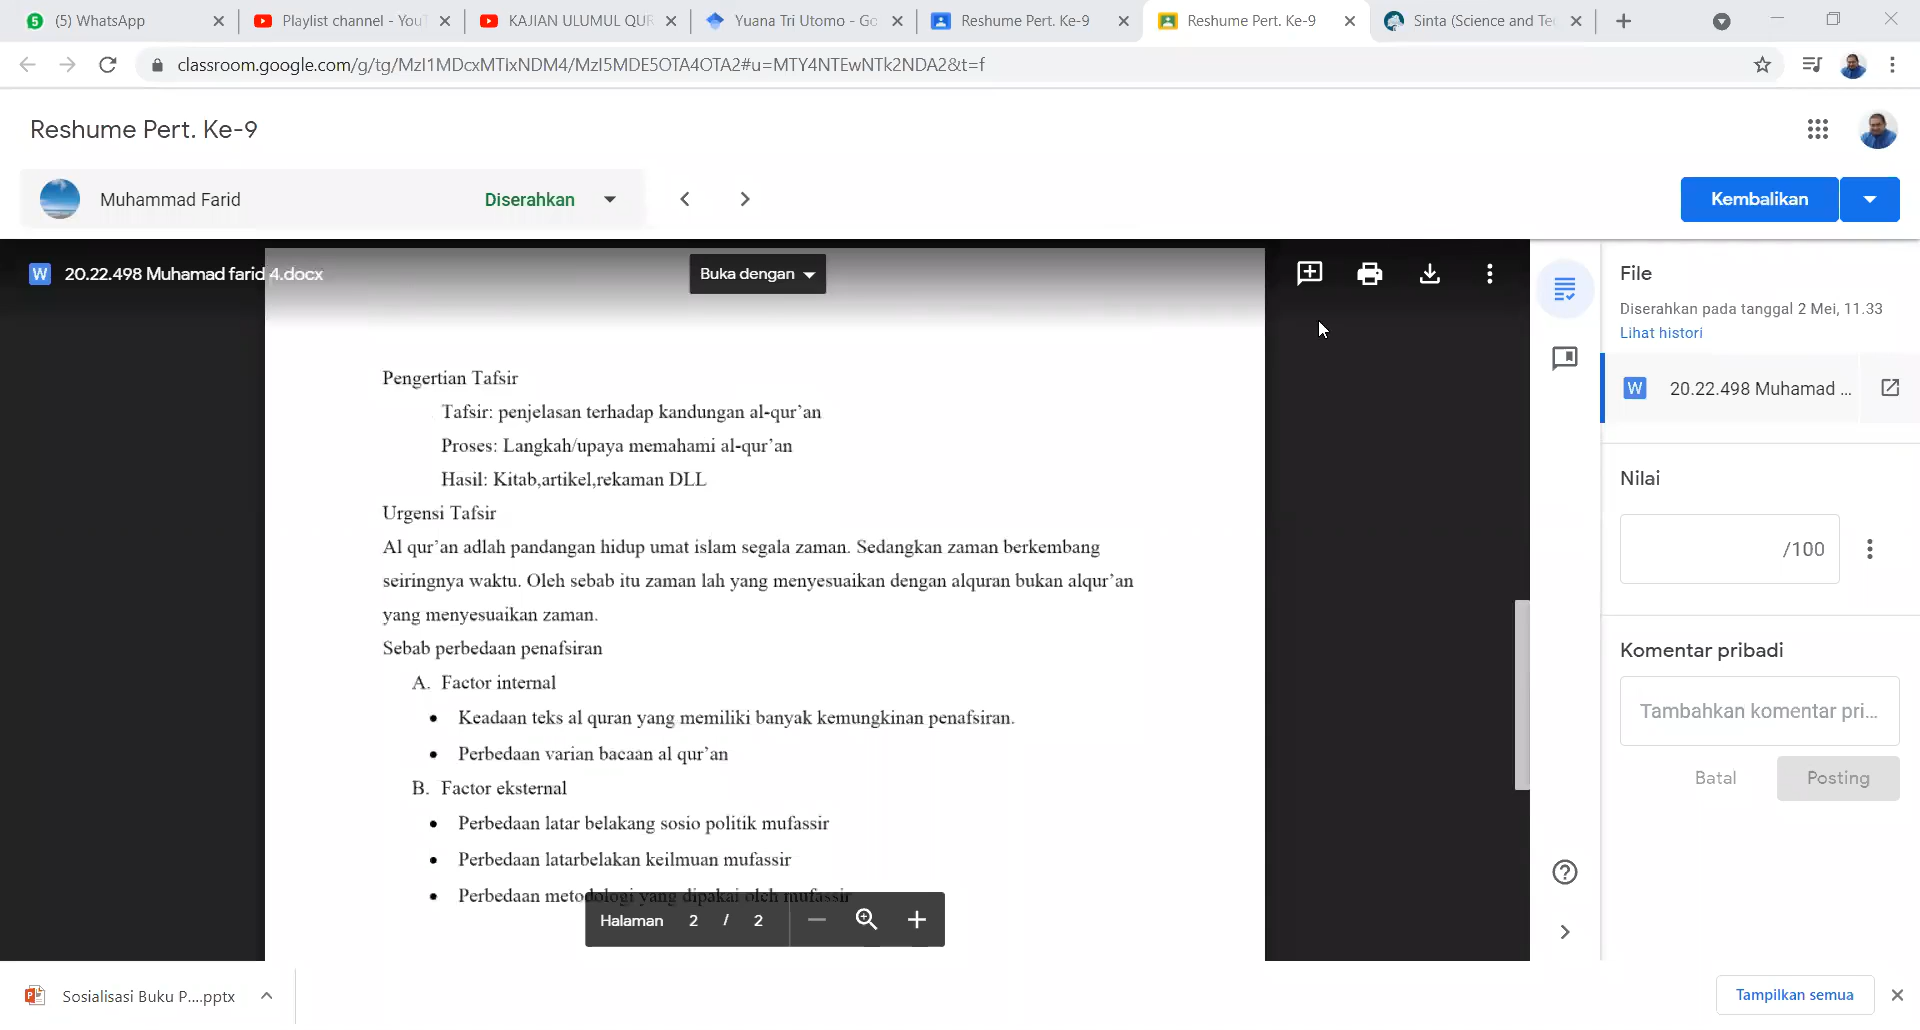 (5) WhatsApp
Playlist channel - YouT
KAJIAN ULUMUL QUR
Yuana Tri Utomo - Go
Reshume Pert. Ke-9
Reshume Pert. Ke-9
Sinta (Science and Te
classroom.google.com/g/tg/MzI1MDcxMTIxNDM4/MzI5MDE5OTA4OTA2#u=MTY4NTEwNTk2NDA2&t=f
Reshume Pert. Ke-9
Muhammad Farid
Diserahkan
Kembalikan
W 20.22.498 Muhamad farid 4.docx
Buka dengan
Pengertian Tafsir
Tafsir: penjelasan terhadap kandungan al-qur'an
Proses: Langkah/upaya memahami al-qur'an
Hasil: Kitab,artikel,rekaman DLL
Urgensi Tafsir
Al qur'an adlah pandangan hidup umat islam segala zaman. Sedangkan zaman berkembang
seiringnya waktu. Oleh sebab itu zaman lah yang menyesuaikan dengan alquran bukan alqur'an
yang menyesuaikan zaman.
Sebab perbedaan penafsiran
A. Factor internal
• Keadaan teks al quran yang memiliki banyak kemungkinan penafsiran.
• Perbedaan varian bacaan al qur'an
B. Factor eksternal
• Perbedaan latar belakang sosio politik mufassir
• Perbedaan latarbelakan keilmuan mufassir
• Perbedaan metodologi yang dipakai oleh mufassir
Halaman 2 / 2
File
Diserahkan pada tanggal 2 Mei, 11.33
Lihat histori
W 20.22.498 Muhamad ...
Nilai
/100
Komentar pribadi
Tambahkan komentar pri...
Batal
Posting
Sosialisasi Buku P....pptx
Tampilkan semua